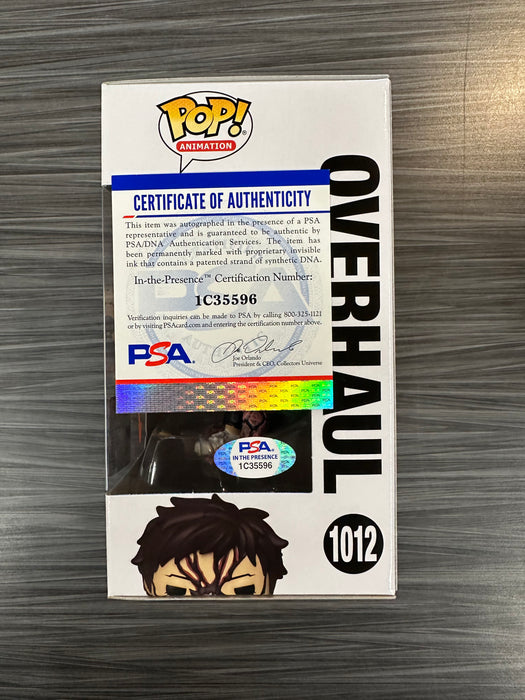 POP!
ANIMATION
CERTIFICATE OF AUTHENTICITY
This item was autographed in the presence of a PSA
representative and is guaranteed to be authentic by
PSA/DNA Authentication Services. The item has
been permanently marked with proprietary invisible
ink that contains a patented strand of synthetic DNA.
In-the-Presence™ Certification Number:
1C35596
Verification inquiries can be made to PSA by calling 800-325-1121
or by visiting PSAcard.com and entering the certification number above.
PSA
Joe Orlando
President & CEO, Collectors Universe
PSA
IN THE PRESENCE
1C35596
OVERHAUL
1012